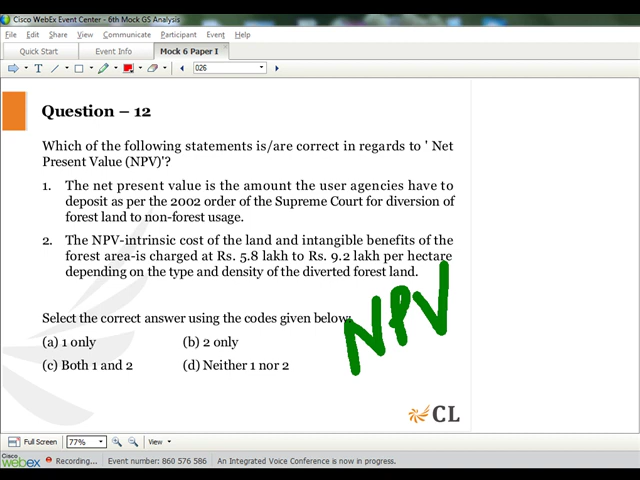 Cisco WebEx Event Center - 6th Mock GS Analysis
File Edit Share View Communicate Participant Event Help
Quick Start Event Info Mock 6 Paper I
T 026
Question – 12
Which of the following statements is/are correct in regards to ' Net
Present Value (NPV)'?
1. The net present value is the amount the user agencies have to
deposit as per the 2002 order of the Supreme Court for diversion of
forest land to non-forest usage.
2. The NPV-intrinsic cost of the land and intangible benefits of the
forest area-is charged at Rs. 5.8 lakh to Rs. 9.2 lakh per hectare
depending on the type and density of the diverted forest land.
Select the correct answer using the codes given below:
(a) 1 only (b) 2 only
(c) Both 1 and 2 (d) Neither 1 nor 2
NPV
CL
Full Screen 77% View
Cisco webex Recording... Event number: 860 576 586 An Integrated Voice Conference is now in progress.